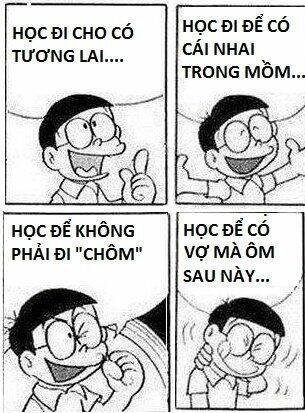 HỌC ĐI CHO CÓ
TƯƠNG LAI....
HỌC ĐI ĐỂ CÓ
CÁI NHAI
TRONG MỒM...
HỌC ĐỂ KHÔNG
PHẢI ĐI "CHÔM"
HỌC ĐỂ CÓ
VỢ MÀ ÔM
SAU NÀY...